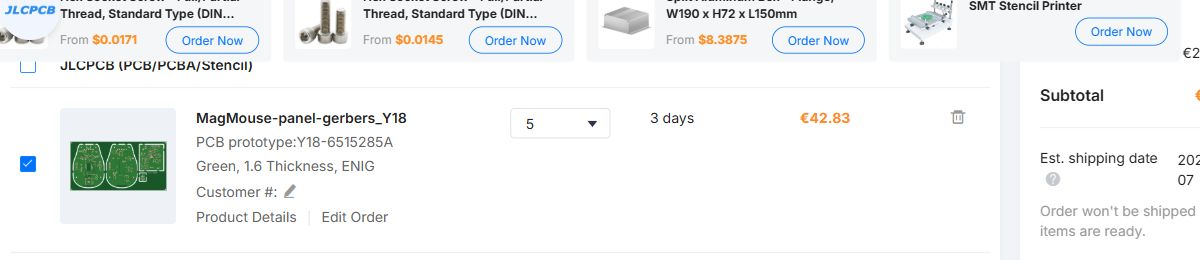 JLCPCB
Thread, Standard Type (DIN...
From $0.0171
Order Now
Thread, Standard Type (DIN...
From $0.0145
Order Now
W190 x H72 x L150mm
From $8.3875
Order Now
SMT Stencil Printer
Order Now
JLCPCB (PCB/PCBA/Stencil)
MagMouse-panel-gerbers_Y18
PCB prototype:Y18-6515285A
Green, 1.6 Thickness, ENIG
Customer #:
Product Details | Edit Order
5
3 days
€42.83
€2
Subtotal
Est. shipping date
202
07
Order won't be shipped
items are ready.